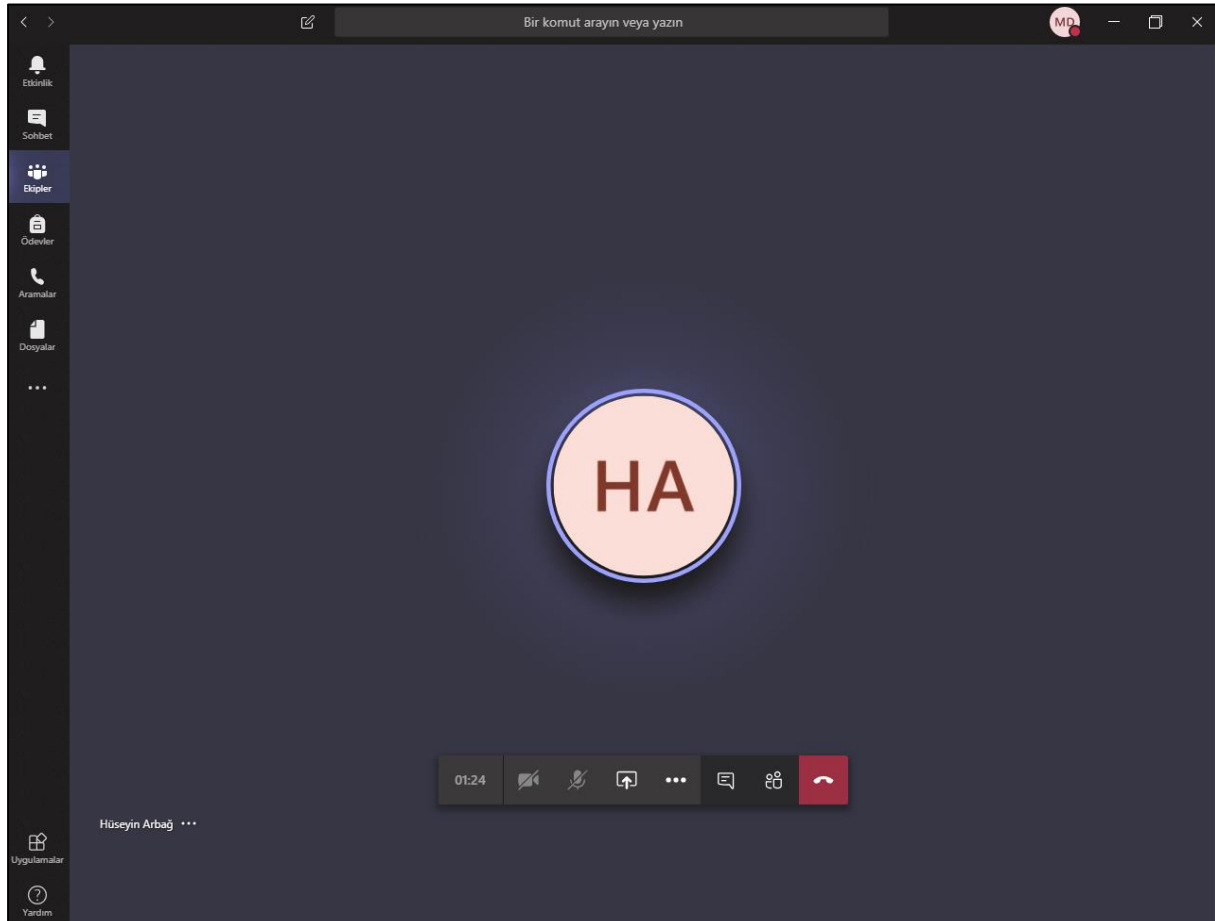 Bir komut arayın veya yazın
MD
Etkinlik
Sohbet
Ekipler
Ödevler
Aramalar
Dosyalar
HA
01:24
Hüseyin Arbağ
Uygulamalar
Yardım